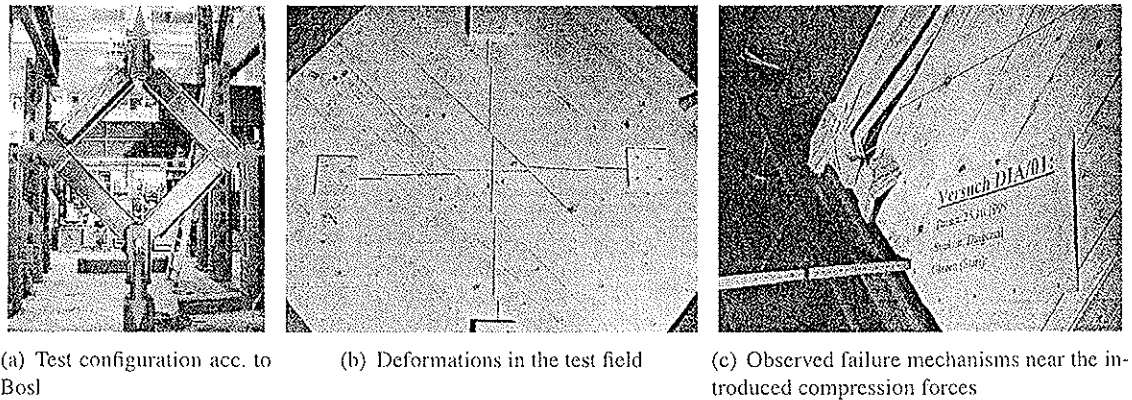 Versuch DIA/01:
(a) Test configuration acc. to
Bosl
(b) Deformations in the test field
(c) Observed failure mechanisms near the in-
troduced compression forces